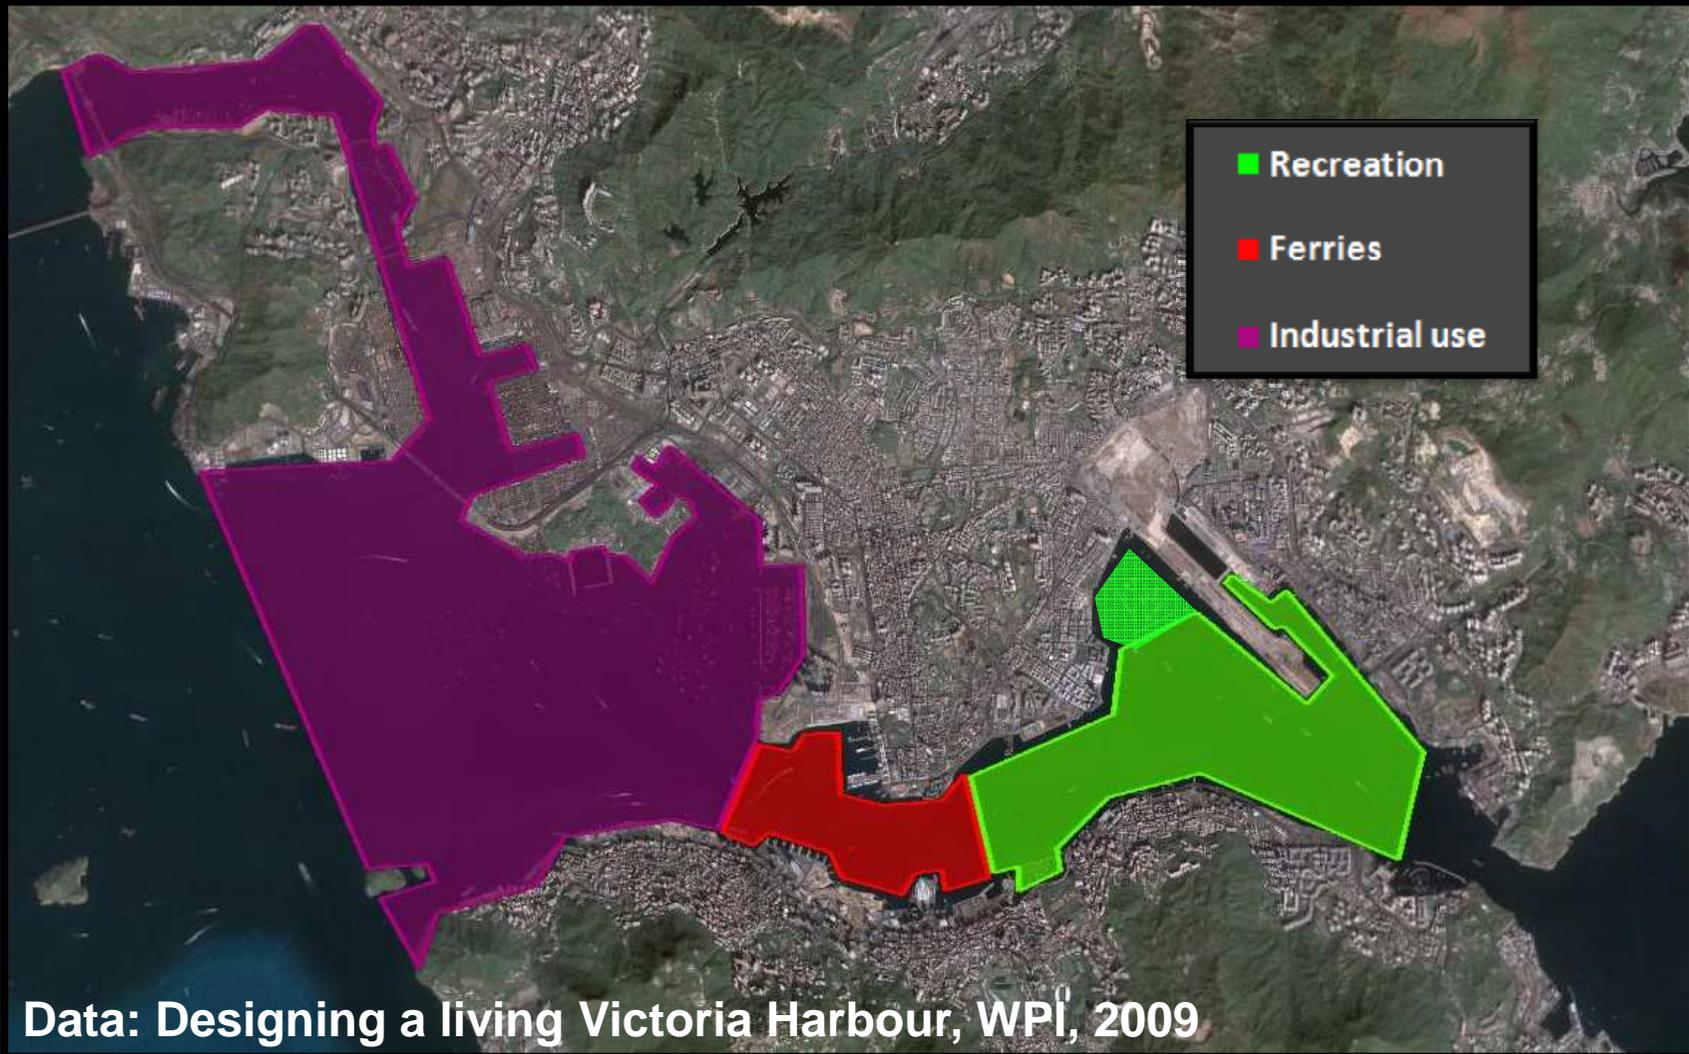 Recreation
Ferries
Industrial use
Data: Designing a living Victoria Harbour, WPI, 2009